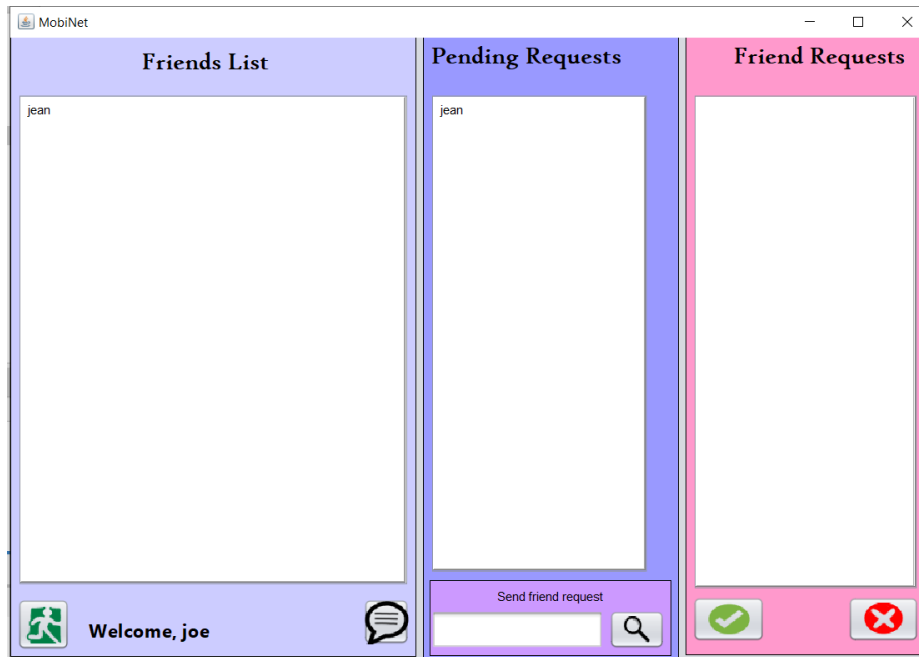 MobiNet
Friends List
jean
Welcome, joe
Pending Requests
jean
Send friend request
Friend Requests